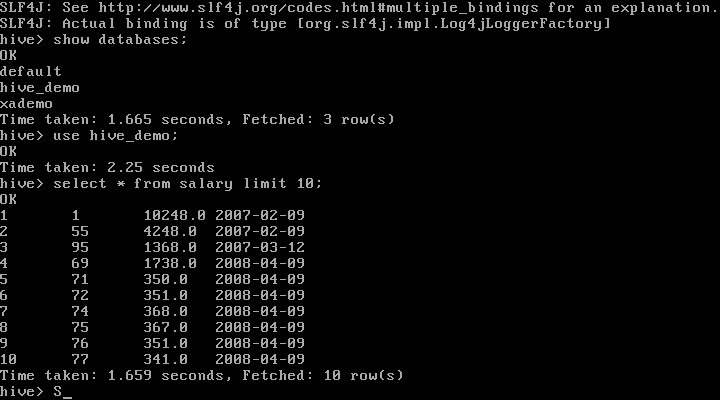 SLF4J: See http://www.slf4j.org/codes.html#multiple_bindings for an explanation.
SLF4J: Actual binding is of type [org.slf4j.impl.Log4jLoggerFactory]
hive> show databases;
OK
default
hive_demo
xademo
Time taken: 1.665 seconds, Fetched: 3 row(s)
hive> use hive_demo;
OK
Time taken: 2.25 seconds
hive> select * from salary limit 10;
OK
1 1 10248.0 2007-02-09
2 55 4248.0 2007-02-09
3 95 1368.0 2007-03-12
4 69 1738.0 2008-04-09
5 71 350.0 2008-04-09
6 72 351.0 2008-04-09
7 74 368.0 2008-04-09
8 75 367.0 2008-04-09
9 76 351.0 2008-04-09
10 77 341.0 2008-04-09
Time taken: 1.659 seconds, Fetched: 10 row(s)
hive> S_